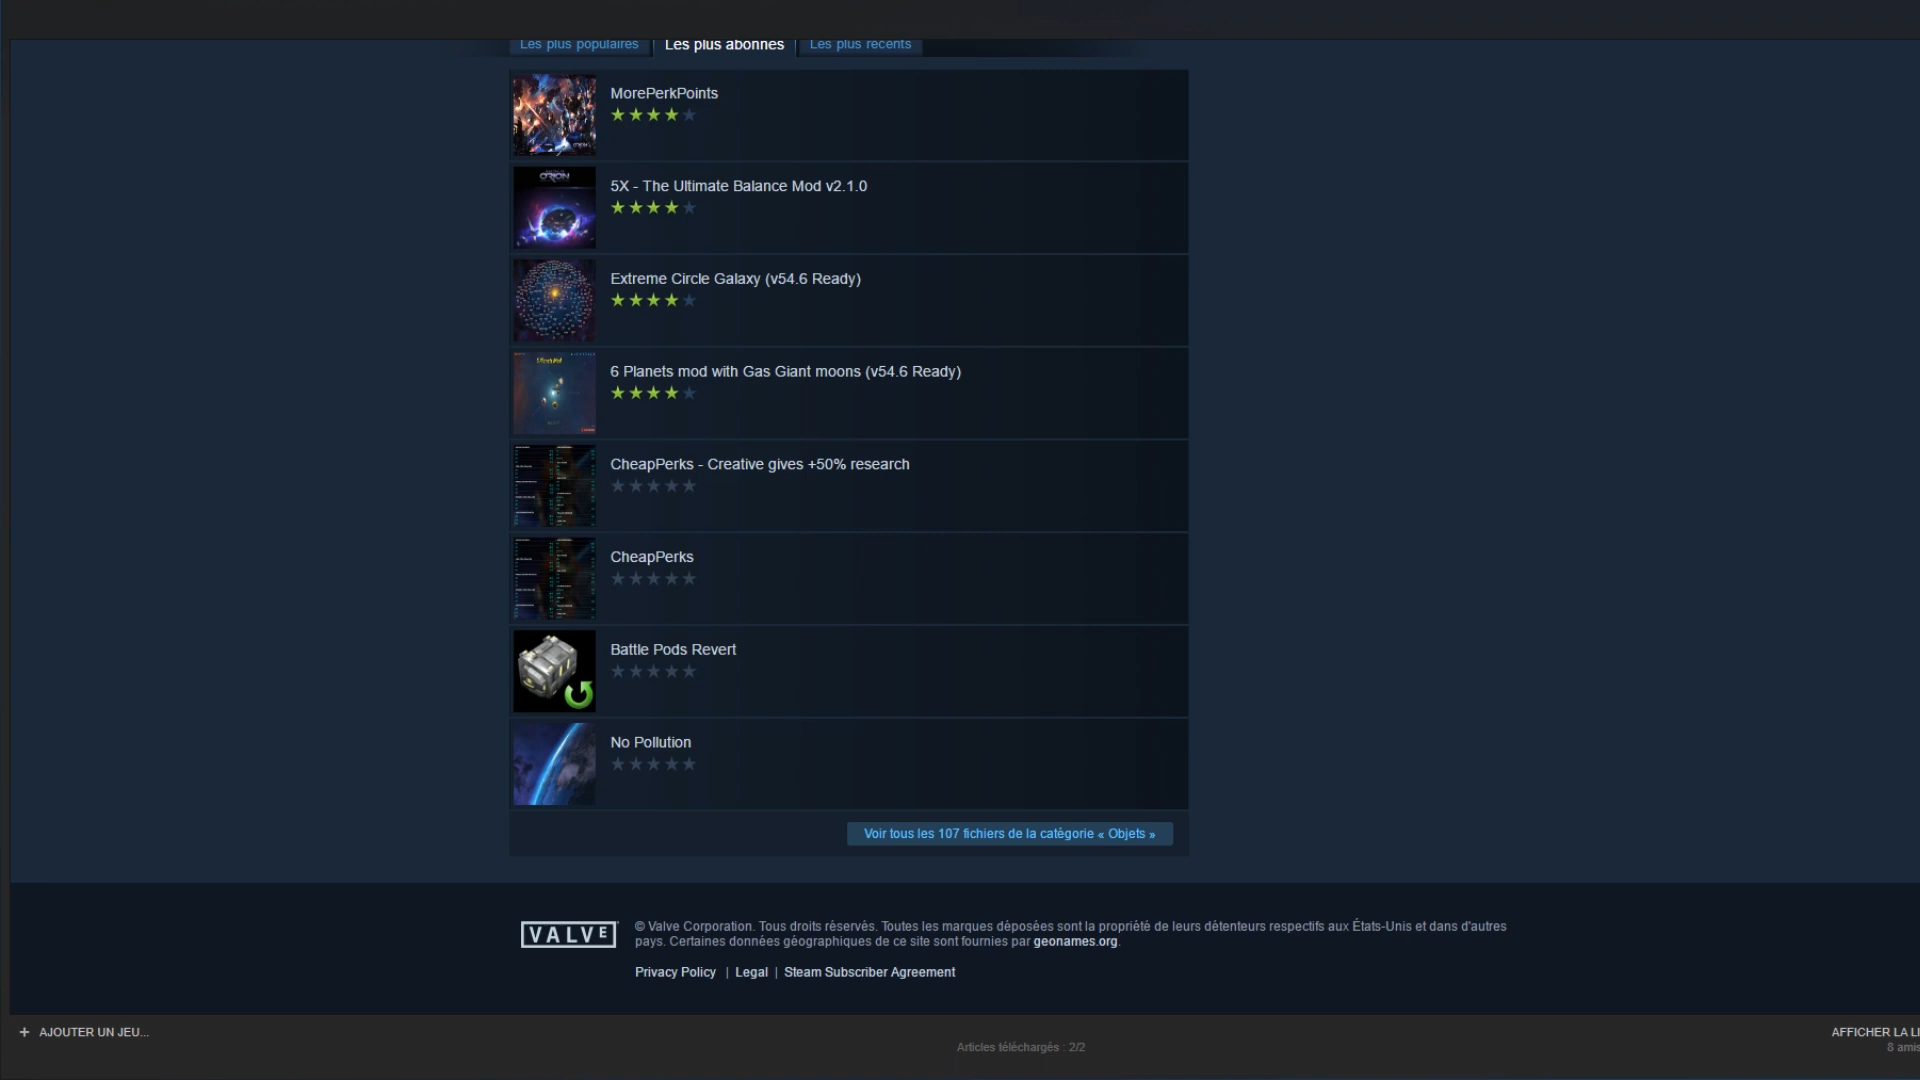 Les plus populaires
Les plus abonnés
Les plus récents
MorePerkPoints
ORION
5X - The Ultimate Balance Mod v2.1.0
Extreme Circle Galaxy (v54.6 Ready)
6 Planets mod with Gas Giant moons (v54.6 Ready)
CheapPerks - Creative gives +50% research
CheapPerks
Battle Pods Revert
No Pollution
Voir tous les 107 fichiers de la catégorie « Objets »
VALVE
© Valve Corporation. Tous droits réservés. Toutes les marques déposées sont la propriété de leurs détenteurs respectifs aux États-Unis et dans d'autres
pays. Certaines données géographiques de ce site sont fournies par geonames.org.
Privacy Policy | Legal | Steam Subscriber Agreement
+ AJOUTER UN JEU...
AFFICHER LA LI
Articles téléchargés : 2/2
8 amis